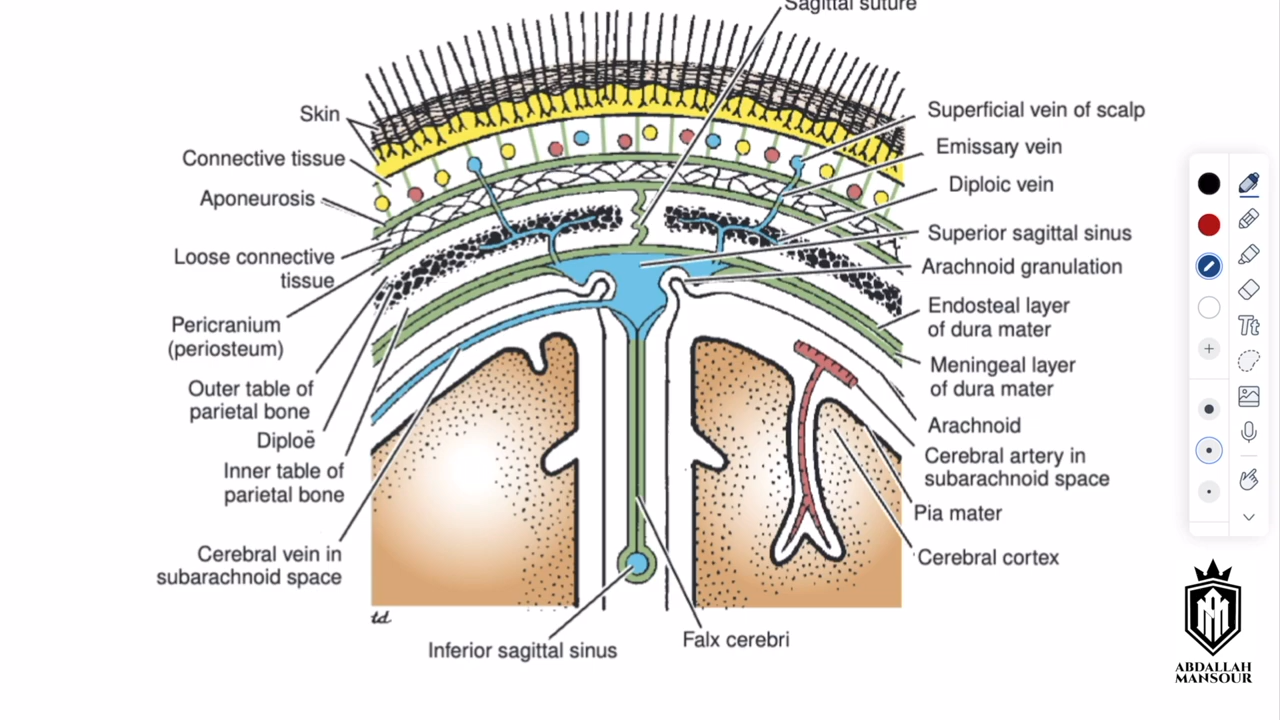 Sagittal suture
Skin
Connective tissue
Aponeurosis
Loose connective
tissue
Pericranium
(periosteum)
Outer table of
parietal bone
Diploë
Inner table of
parietal bone
Cerebral vein in
subarachnoid space
td
Inferior sagittal sinus
Falx cerebri
Superficial vein of scalp
Emissary vein
Diploic vein
Superior sagittal sinus
Arachnoid granulation
Endosteal layer
of dura mater
Meningeal layer
of dura mater
Arachnoid
Cerebral artery in
subarachnoid space
Pia mater
Cerebral cortex
Tt
ABDALLAH
MANSOUR